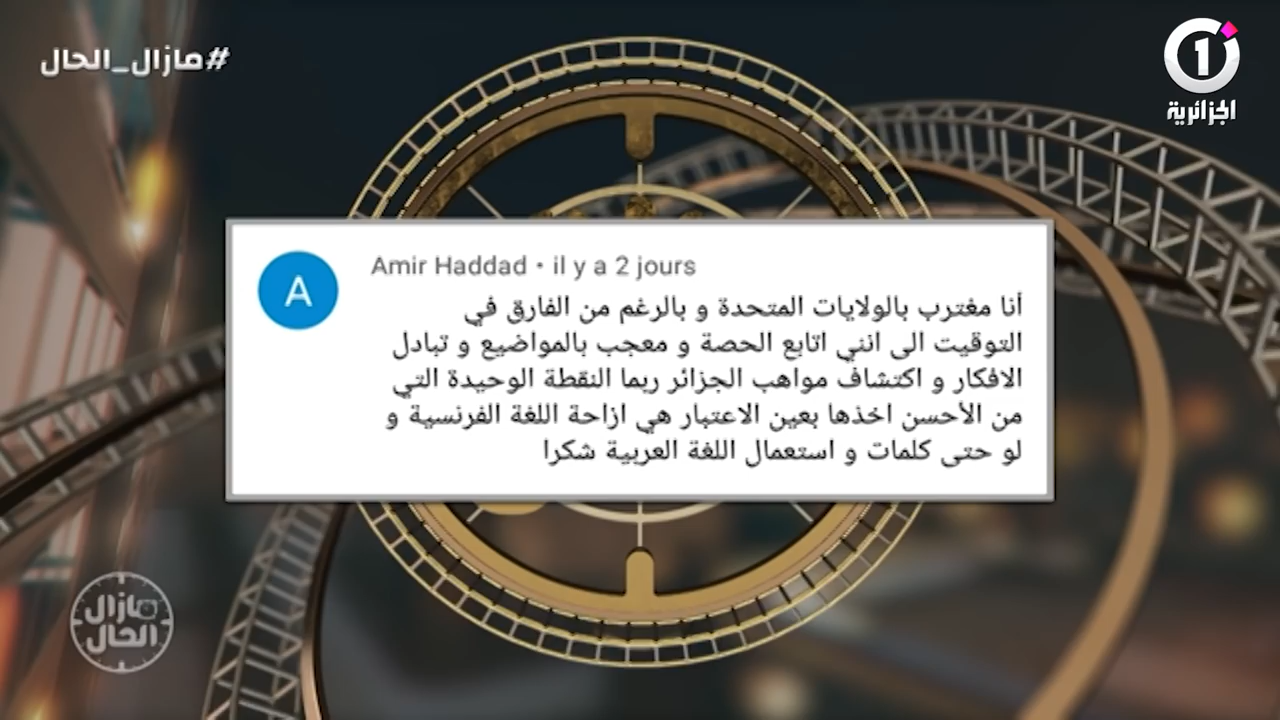 #مازال_الحال
1
الجزائرية
A
Amir Haddad • il y a 2 jours
أنا مغترب بالولايات المتحدة و بالرغم من الفارق في
التوقيت الى انني اتابع الحصة و معجب بالمواضيع و تبادل
الافكار و اكتشاف مواهب الجزائر ربما النقطة الوحيدة التي
من الأحسن اخذها بعين الاعتبار هي ازاحة اللغة الفرنسية و
لو حتى كلمات و استعمال اللغة العربية شكرا
مازال
الحال